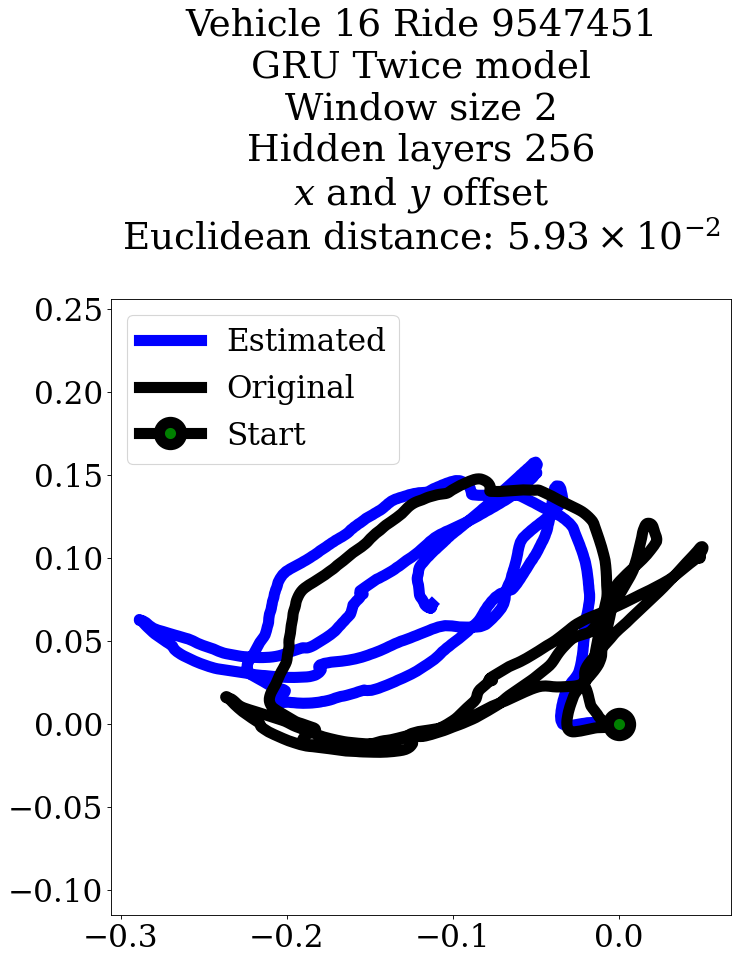 Vehicle 16 Ride 9547451
GRU Twice model
Window size 2
Hidden layers 256
x and y offset
Euclidean distance: 5.93 × 10⁻²
Estimated
Original
Start
0.25
0.20
0.15
0.10
0.05
0.00
−0.05
−0.10
−0.3 −0.2 −0.1 0.0